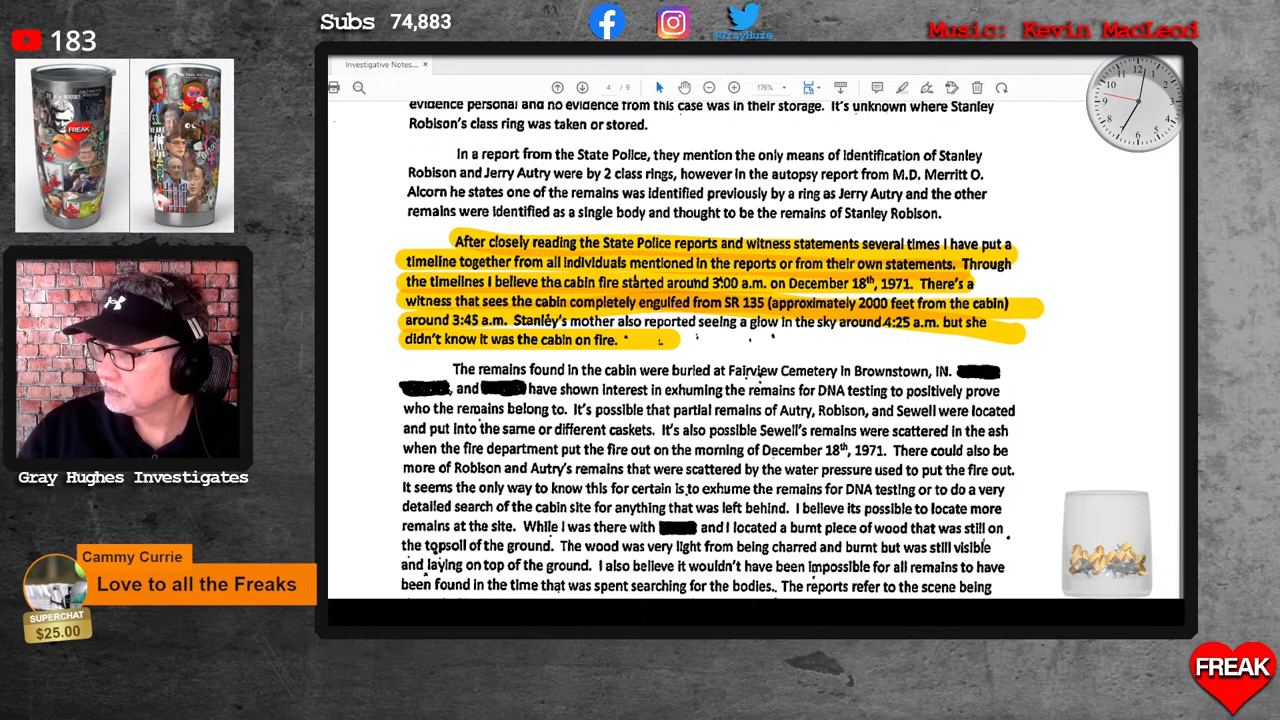 183
Subs 74,883
@GrayHuze
Music: Kevin MacLeod
FREAK
Investigative Notes... ×
4 / 9
176%
evidence personal and no evidence from this case was in their storage. It's unknown where Stanley
Robison's class ring was taken or stored.
In a report from the State Police, they mention the only means of identification of Stanley
Robison and Jerry Autry were by 2 class rings, however in the autopsy report from M.D. Merritt O.
Alcorn he states one of the remains was identified previously by a ring as Jerry Autry and the other
remains were identified as a single body and thought to be the remains of Stanley Robison.
After closely reading the State Police reports and witness statements several times I have put a
timeline together from all individuals mentioned in the reports or from their own statements. Through
the timelines I believe the cabin fire started around 3:00 a.m. on December 18th, 1971. There's a
witness that sees the cabin completely engulfed from SR 135 (approximately 2000 feet from the cabin)
around 3:45 a.m. Stanley's mother also reported seeing a glow in the sky around 4:25 a.m. but she
didn't know it was the cabin on fire.
The remains found in the cabin were buried at Fairview Cemetery in Brownstown, IN.
, and have shown interest in exhuming the remains for DNA testing to positively prove
who the remains belong to. It's possible that partial remains of Autry, Robison, and Sewell were located
and put into the same or different caskets. It's also possible Sewell's remains were scattered in the ash
when the fire department put the fire out on the morning of December 18th, 1971. There could also be
more of Robison and Autry's remains that were scattered by the water pressure used to put the fire out.
It seems the only way to know this for certain is to exhume the remains for DNA testing or to do a very
detailed search of the cabin site for anything that was left behind. I believe its possible to locate more
remains at the site. While I was there with and I located a burnt piece of wood that was still on
the topsoll of the ground. The wood was very light from being charred and burnt but was still visible
and laying on top of the ground. I also believe it wouldn't have been impossible for all remains to have
been found in the time that was spent searching for the bodies. The reports refer to the scene being
12
1
2
3
4
5
6
7
8
9
10
11
Gray Hughes Investigates
Cammy Currie
Love to all the Freaks
SUPERCHAT
$25.00
FREAK